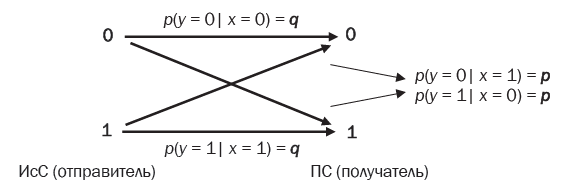 p(y = 0 | x = 0) = q
0
0
p(y = 0 | x = 1) = p
p(y = 1 | x = 0) = p
1
1
p(y = 1 | x = 1) = q
ИсС (отправитель)
ПС (получатель)